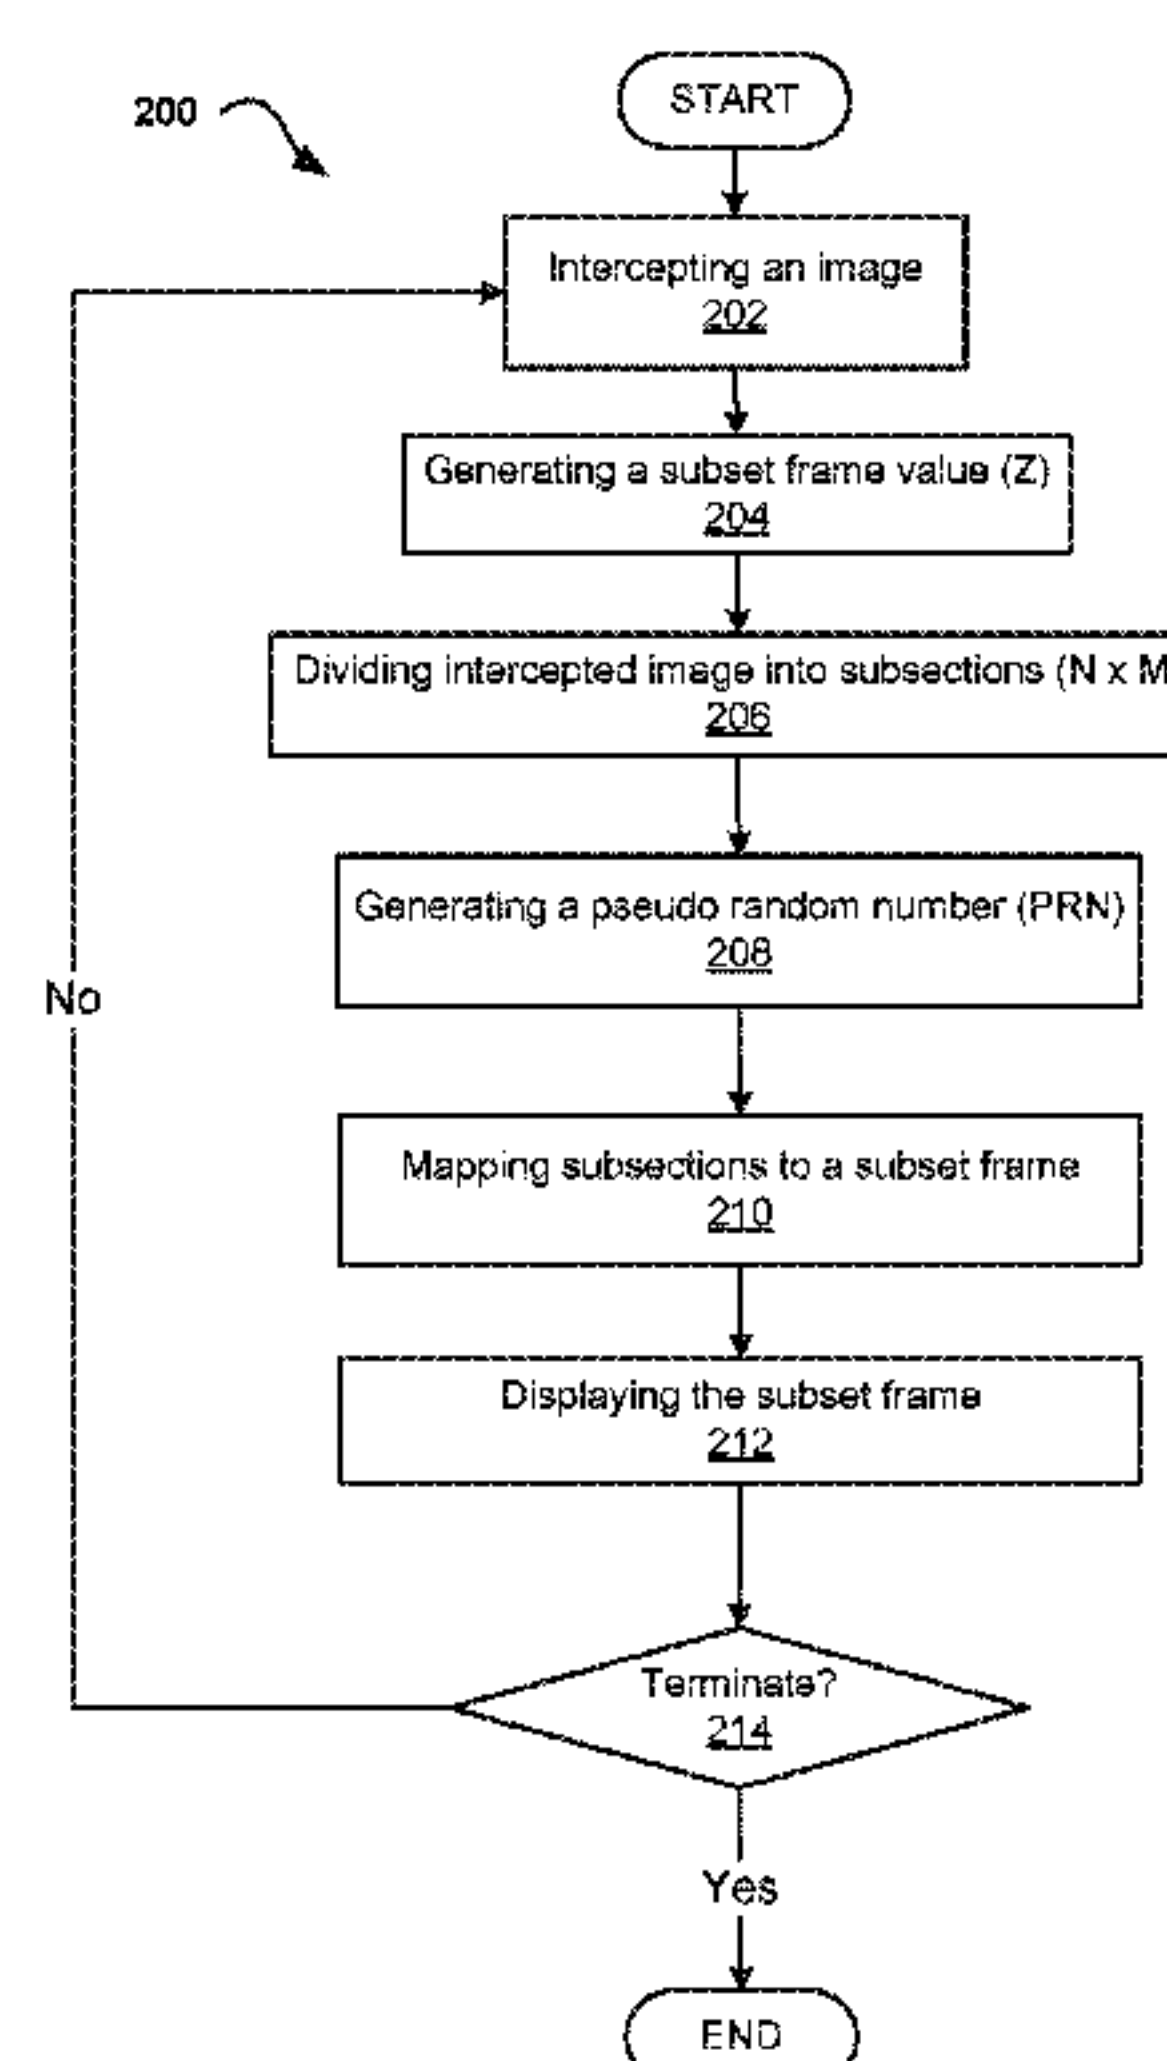 200
START
Intercepting an image
202
Generating a subset frame value (Z)
204
Dividing intercepted image into subsections (N x M
206
Generating a pseudo random number (PRN)
208
No
Mapping subsections to a subset frame
210
Displaying the subset frame
212
Terminate?
214
Yes
END